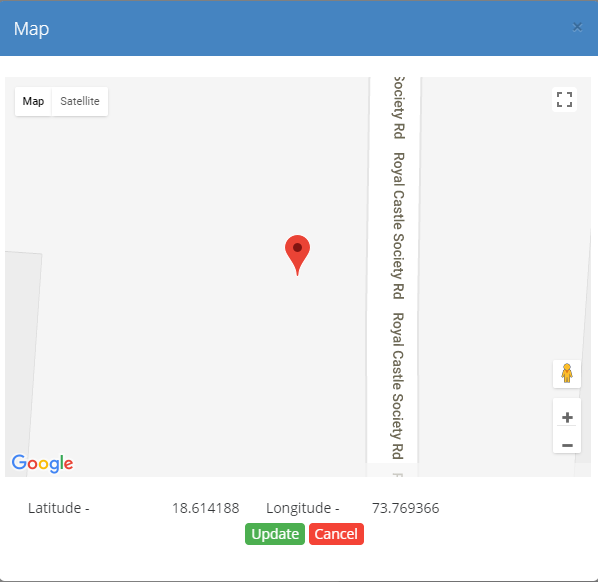 Map
×
Map Satellite
Society Rd
Royal Castle Society Rd
Royal Castle Society Rd
+
−
Google
Latitude - 18.614188 Longitude - 73.769366
Update Cancel